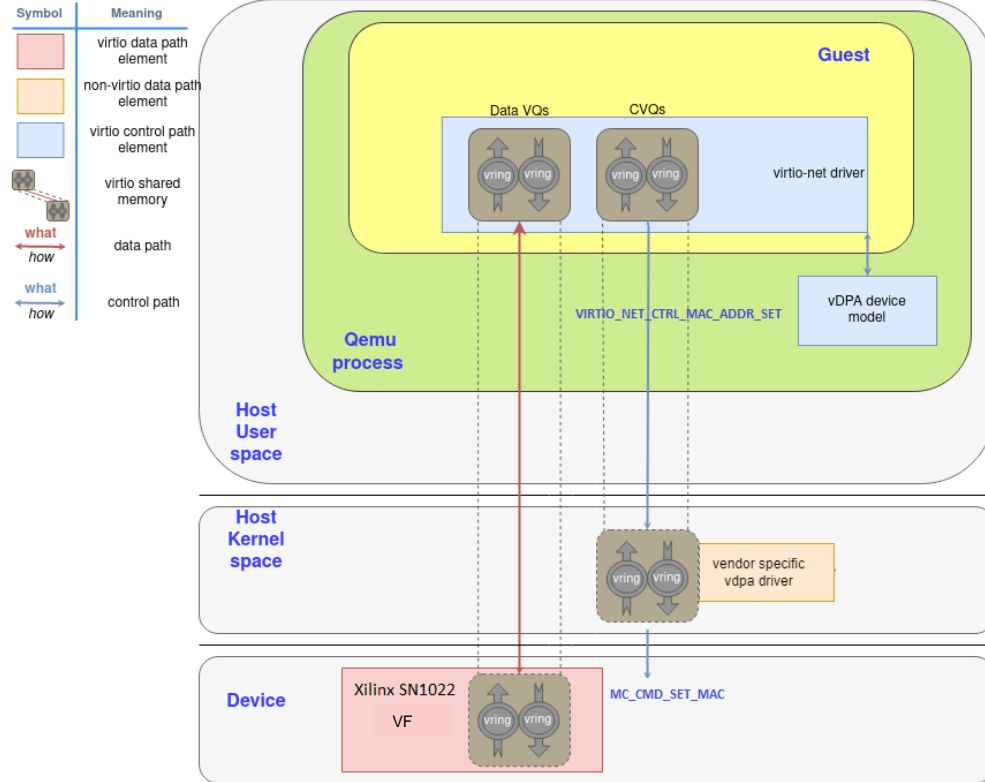 Symbol
Meaning
virtio data path
element
non-virtio data path
element
virtio control path
element
virtio shared
memory
what
how
data path
what
how
control path
Guest
Data VQs
CVQs
vring
vring
vring
vring
virtio-net driver
vDPA device
model
VIRTIO_NET_CTRL_MAC_ADDR_SET
Qemu
process
Host
User
space
Host
Kernel
space
vring
vring
vendor specific
vdpa driver
Device
Xilinx SN1022
VF
vring
vring
MC_CMD_SET_MAC